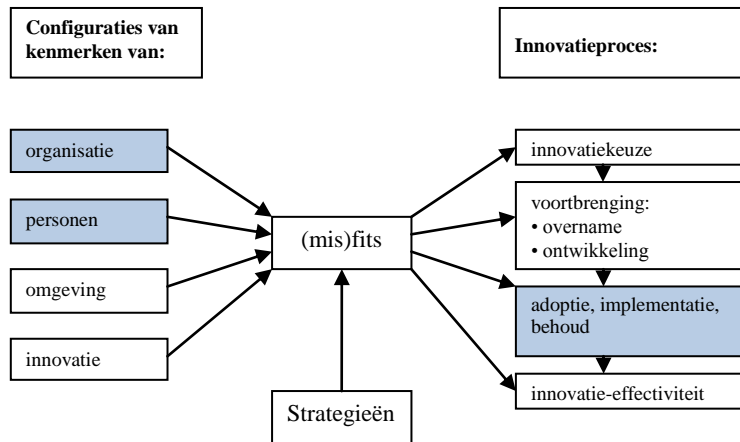 Configuraties van
kenmerken van:
Innovatieproces:
organisatie
personen
omgeving
innovatie
(mis)fits
Strategieën
innovatiekeuze
voortbrenging:
• overname
• ontwikkeling
adoptie, implementatie,
behoud
innovatie-effectiviteit